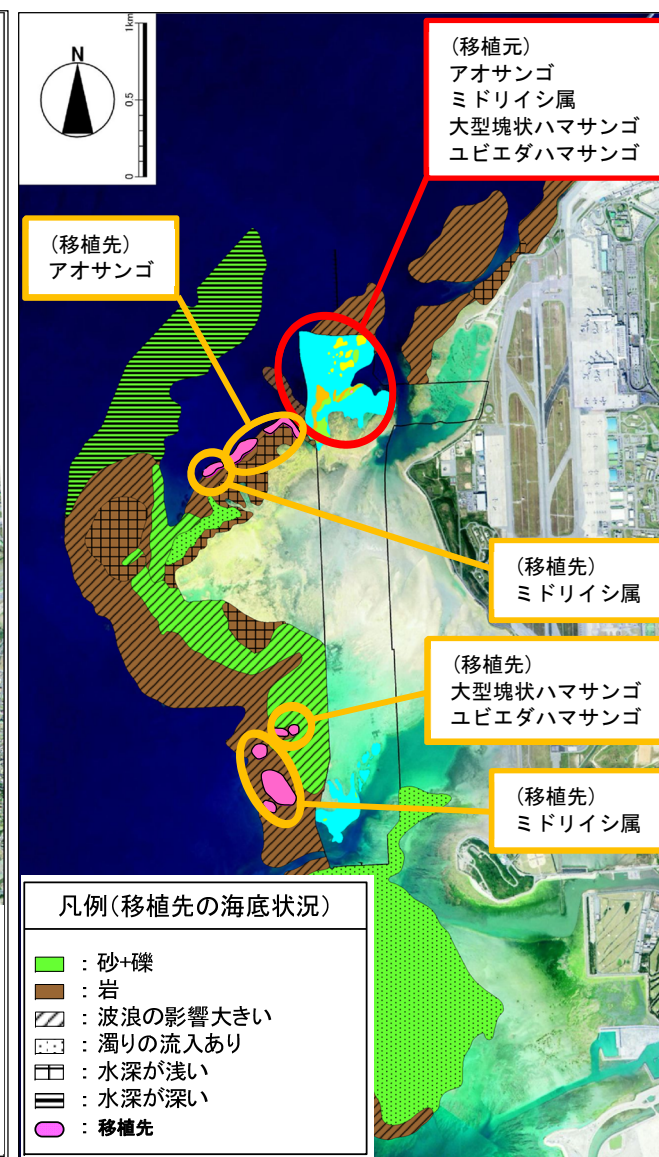 N
1km
0.5
0
(移植元)
アオサンゴ
ミドリイシ属
大型塊状ハマサンゴ
ユビエダハマサンゴ
(移植先)
アオサンゴ
(移植先)
ミドリイシ属
(移植先)
大型塊状ハマサンゴ
ユビエダハマサンゴ
(移植先)
ミドリイシ属
凡例(移植先の海底状況)
：砂+礫
：岩
：波浪の影響大きい
：濁りの流入あり
：水深が浅い
：水深が深い
：移植先